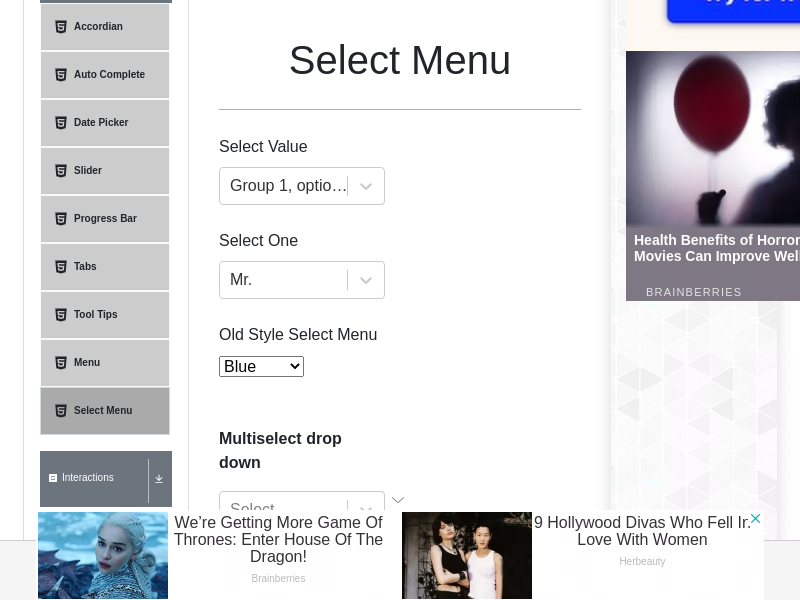 Accordian
Auto Complete
Date Picker
Slider
Progress Bar
Tabs
Tool Tips
Menu
Select Menu
Interactions
Select Menu
Select Value
Group 1, optio...
Select One
Mr.
Old Style Select Menu
Blue
Multiselect drop
down
Select...
Health Benefits of Horror
Movies Can Improve Well
BRAINBERRIES
We're Getting More Game Of
Thrones: Enter House Of The
Dragon!
Brainberries
9 Hollywood Divas Who Fell In
Love With Women
Herbeauty